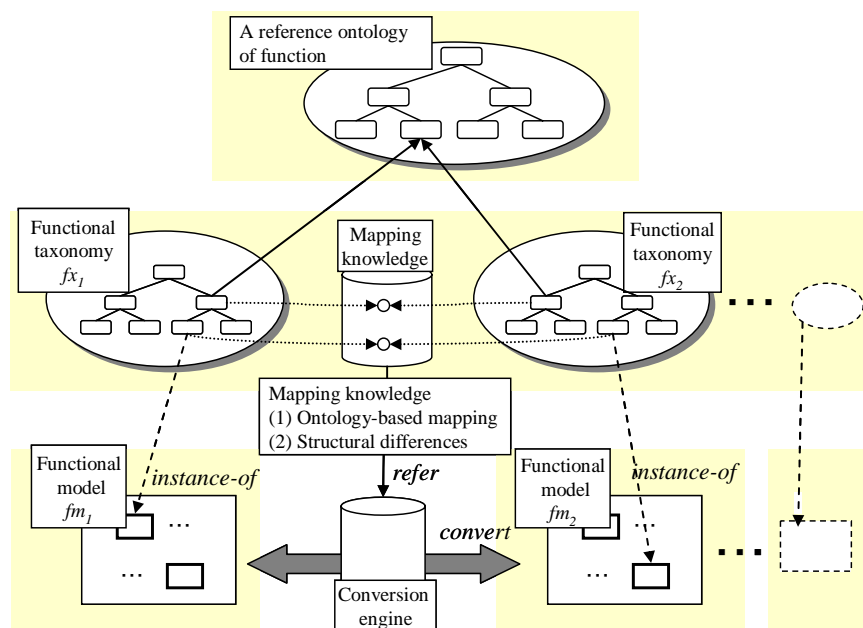 A reference ontology
of function
Functional
taxonomy
fx1
Mapping
knowledge
Functional
taxonomy
fx2
...
Mapping knowledge
(1) Ontology-based mapping
(2) Structural differences
Functional
model
fm1
instance-of
...
...
refer
convert
Conversion
engine
Functional
model
fm2
instance-of
...
...
...